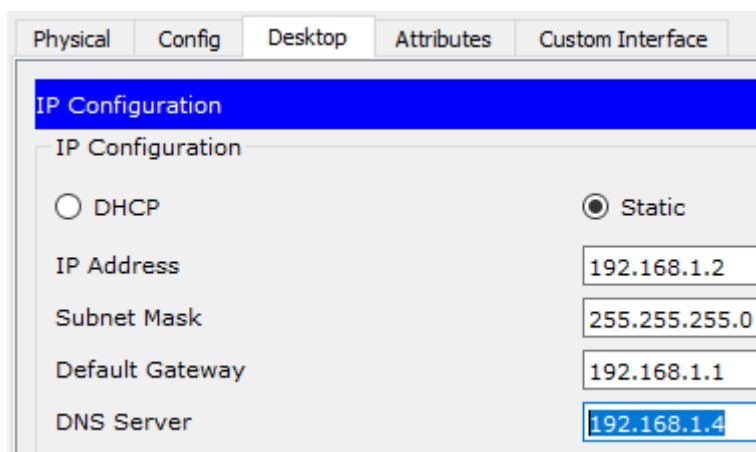 Physical Config Desktop Attributes Custom Interface
IP Configuration
IP Configuration
DHCP Static
IP Address 192.168.1.2
Subnet Mask 255.255.255.0
Default Gateway 192.168.1.1
DNS Server 192.168.1.4